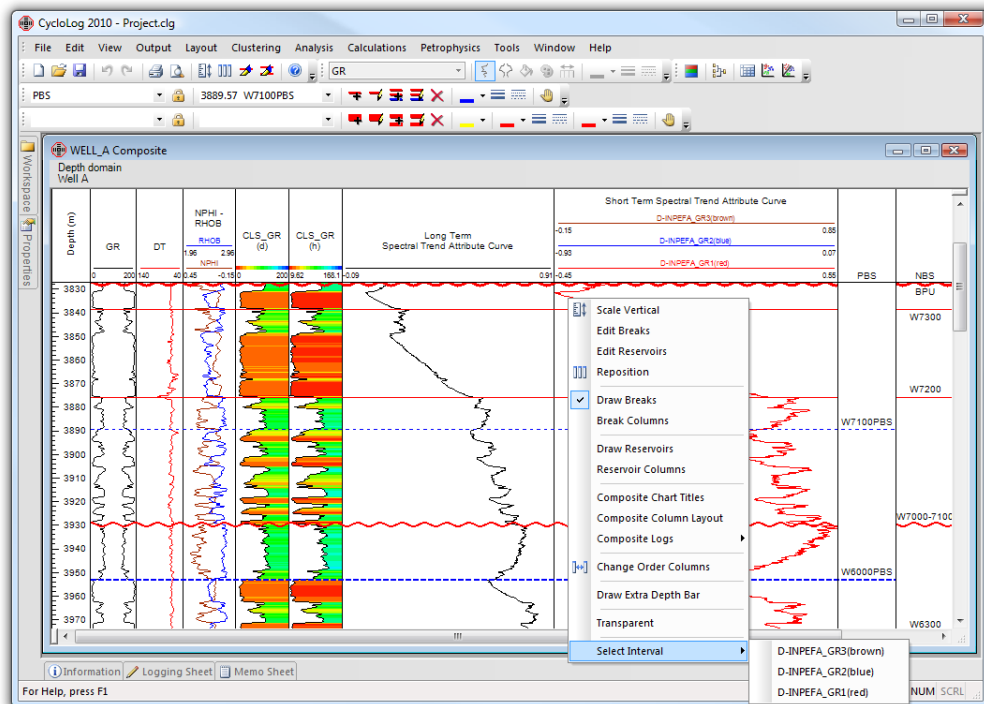 CycloLog 2010 - Project.clg
File Edit View Output Layout Clustering Analysis Calculations Petrophysics Tools Window Help
GR
PBS 3889.57 W7100PBS
Workspace
Properties
WELL_A Composite
Depth domain
Well A
Depth (m)
GR
0 200
DT
140 40
NPHI -
RHOB
RHOB
1.96 2.96
NPHI
0.45 -0.15
CLS_GR
(d)
0 200
CLS_GR
(h)
9.62 168.1
Long Term
Spectral Trend Attribute Curve
-0.09 0.91
Short Term Spectral Trend Attribute Curve
D-INPEFA_GR3(brown)
-0.15 0.85
D-INPEFA_GR2(blue)
-0.93 0.07
D-INPEFA_GR1(red)
-0.45 0.55
PBS
NBS
3830
3840
3850
3860
3870
3880
3890
3900
3910
3920
3930
3940
3950
3960
3970
Scale Vertical
Edit Breaks
Edit Reservoirs
Reposition
Draw Breaks
Break Columns
Draw Reservoirs
Reservoir Columns
Composite Chart Titles
Composite Column Layout
Composite Logs
Change Order Columns
Draw Extra Depth Bar
Transparent
Select Interval
D-INPEFA_GR3(brown)
D-INPEFA_GR2(blue)
D-INPEFA_GR1(red)
W7100PBS
W6000PBS
BPU
W7300
W7200
W7000-7100
W6300
Information Logging Sheet Memo Sheet
For Help, press F1
NUM SCRL